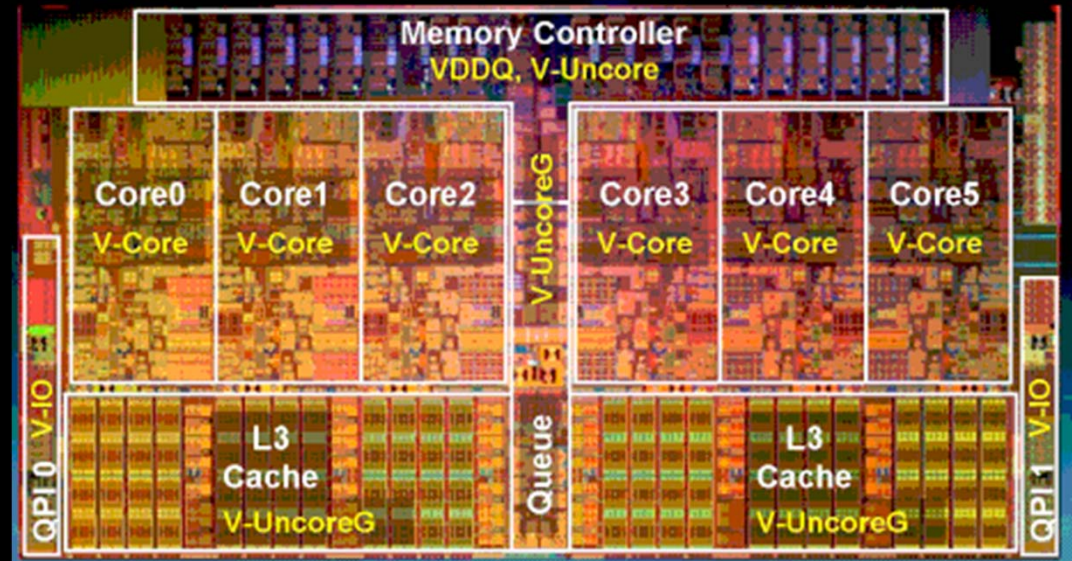 Memory Controller
VDDQ, V-Uncore
Core0
V-Core
Core1
V-Core
Core2
V-Core
V-UncoreG
Core3
V-Core
Core4
V-Core
Core5
V-Core
QPI 0
V-IO
L3
Cache
V-UncoreG
Queue
L3
Cache
V-UncoreG
QPI 1
V-IO